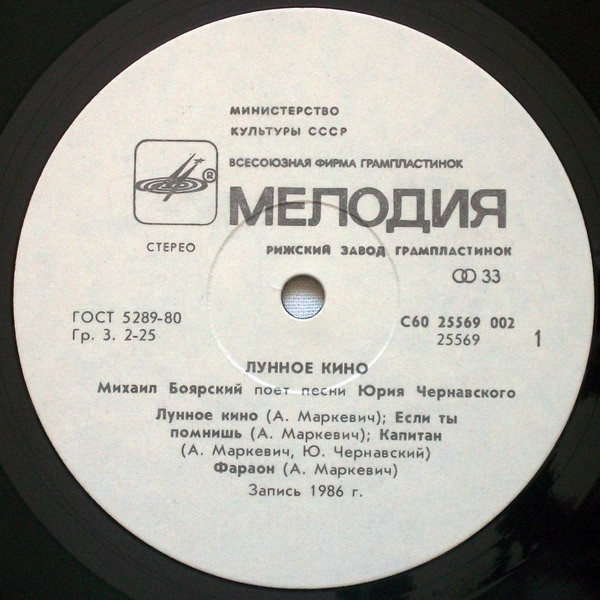 МИНИСТЕРСТВО
КУЛЬТУРЫ СССР
ВСЕСОЮЗНАЯ ФИРМА ГРАМПЛАСТИНОК
®
МЕЛОДИЯ
СТЕРЕО
РИЖСКИЙ ЗАВОД ГРАМПЛАСТИНОК
33
ГОСТ 5289-80
Гр. 3. 2-25
С60 25569 002
25569
1
ЛУННОЕ КИНО
Михаил Боярский поет песни Юрия Чернавского
Лунное кино (А. Маркевич); Если ты
помнишь (А. Маркевич); Капитан
(А. Маркевич, Ю. Чернавский)
Фараон (А. Маркевич)
Запись 1986 г.